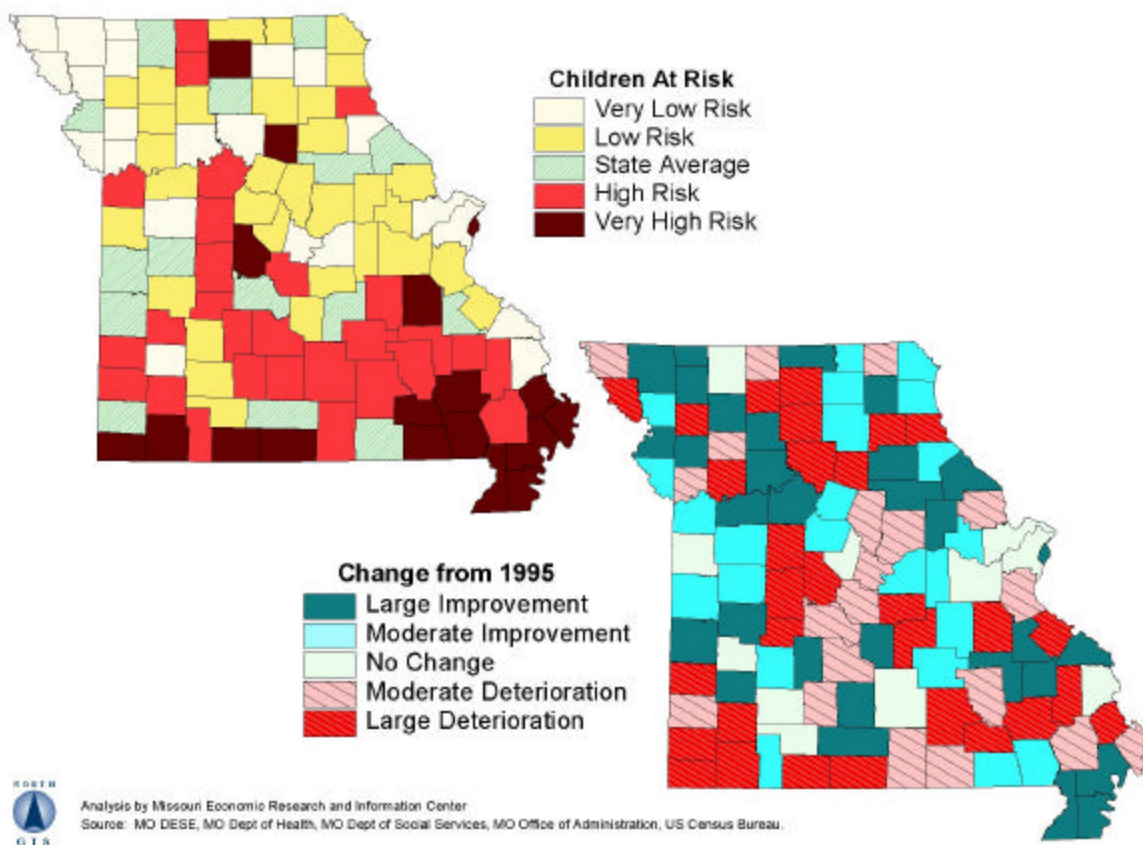 Children At Risk
Very Low Risk
Low Risk
State Average
High Risk
Very High Risk
Change from 1995
Large Improvement
Moderate Improvement
No Change
Moderate Deterioration
Large Deterioration
NORTH
GIS
Analysis by Missouri Economic Research and Information Center
Source: MO DESE, MO Dept of Health, MO Dept of Social Services, MO Office of Administration, US Census Bureau.